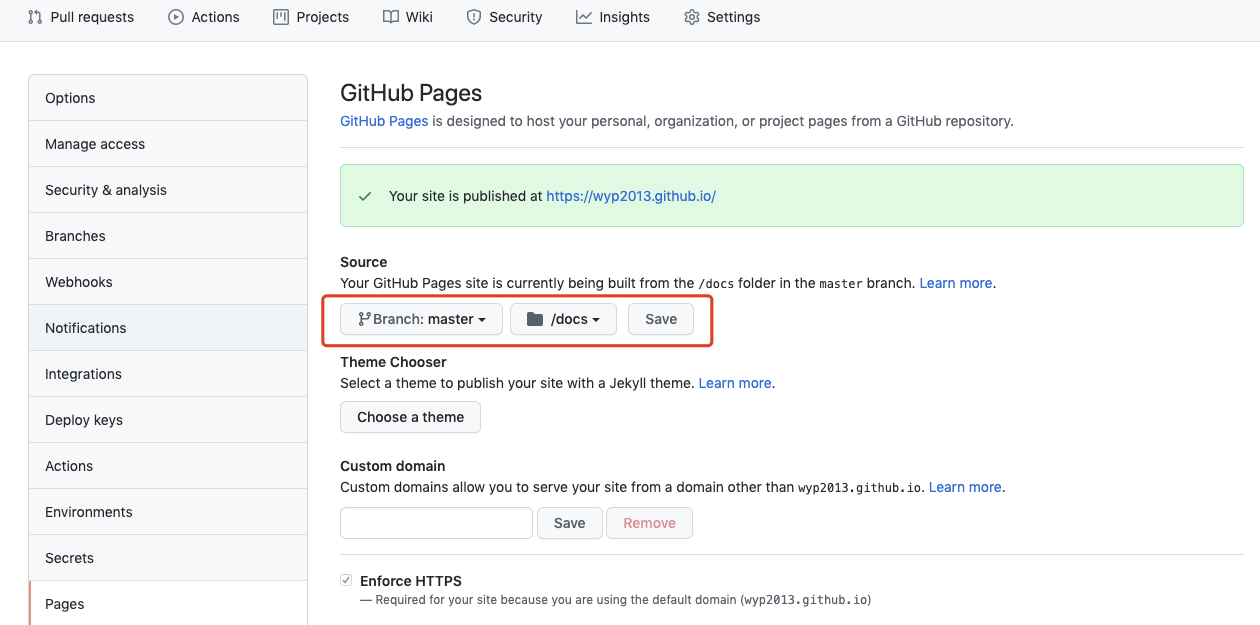 Pull requests Actions Projects Wiki Security Insights Settings
Options
Manage access
Security & analysis
Branches
Webhooks
Notifications
Integrations
Deploy keys
Actions
Environments
Secrets
Pages
GitHub Pages
GitHub Pages is designed to host your personal, organization, or project pages from a GitHub repository.
Your site is published at https://wyp2013.github.io/
Source
Your GitHub Pages site is currently being built from the /docs folder in the master branch. Learn more.
Branch: master /docs Save
Theme Chooser
Select a theme to publish your site with a Jekyll theme. Learn more.
Choose a theme
Custom domain
Custom domains allow you to serve your site from a domain other than wyp2013.github.io. Learn more.
Save Remove
Enforce HTTPS
— Required for your site because you are using the default domain (wyp2013.github.io)